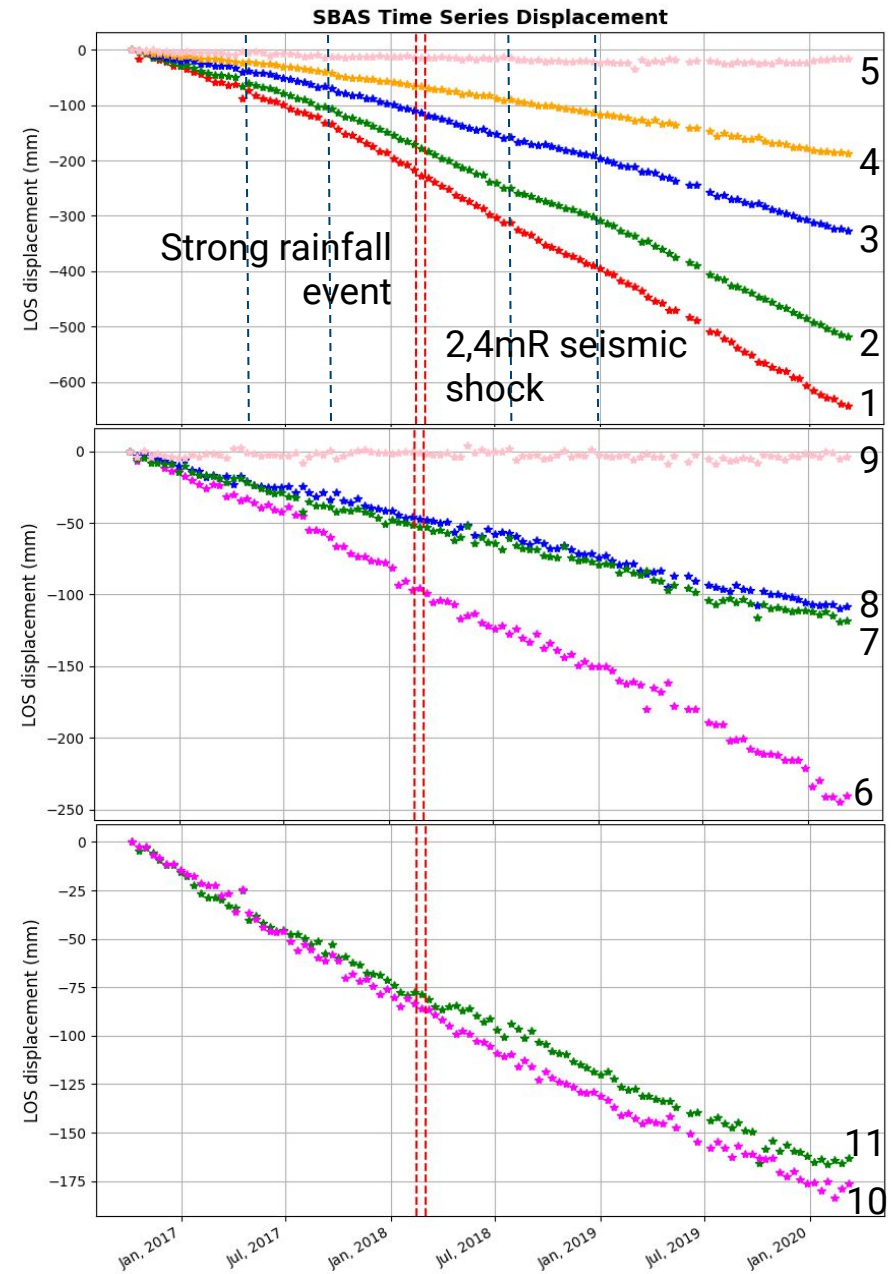 SBAS Time Series Displacement
0
−100
−200
−300
−400
−500
−600
LOS displacement (mm)
Strong rainfall
event
2,4mR seismic
shock
5
4
3
2
1
0
−50
−100
−150
−200
−250
LOS displacement (mm)
9
8
7
6
0
−25
−50
−75
−100
−125
−150
−175
LOS displacement (mm)
11
10
Jan, 2017
Jul, 2017
Jan, 2018
Jul, 2018
Jan, 2019
Jul, 2019
Jan, 2020